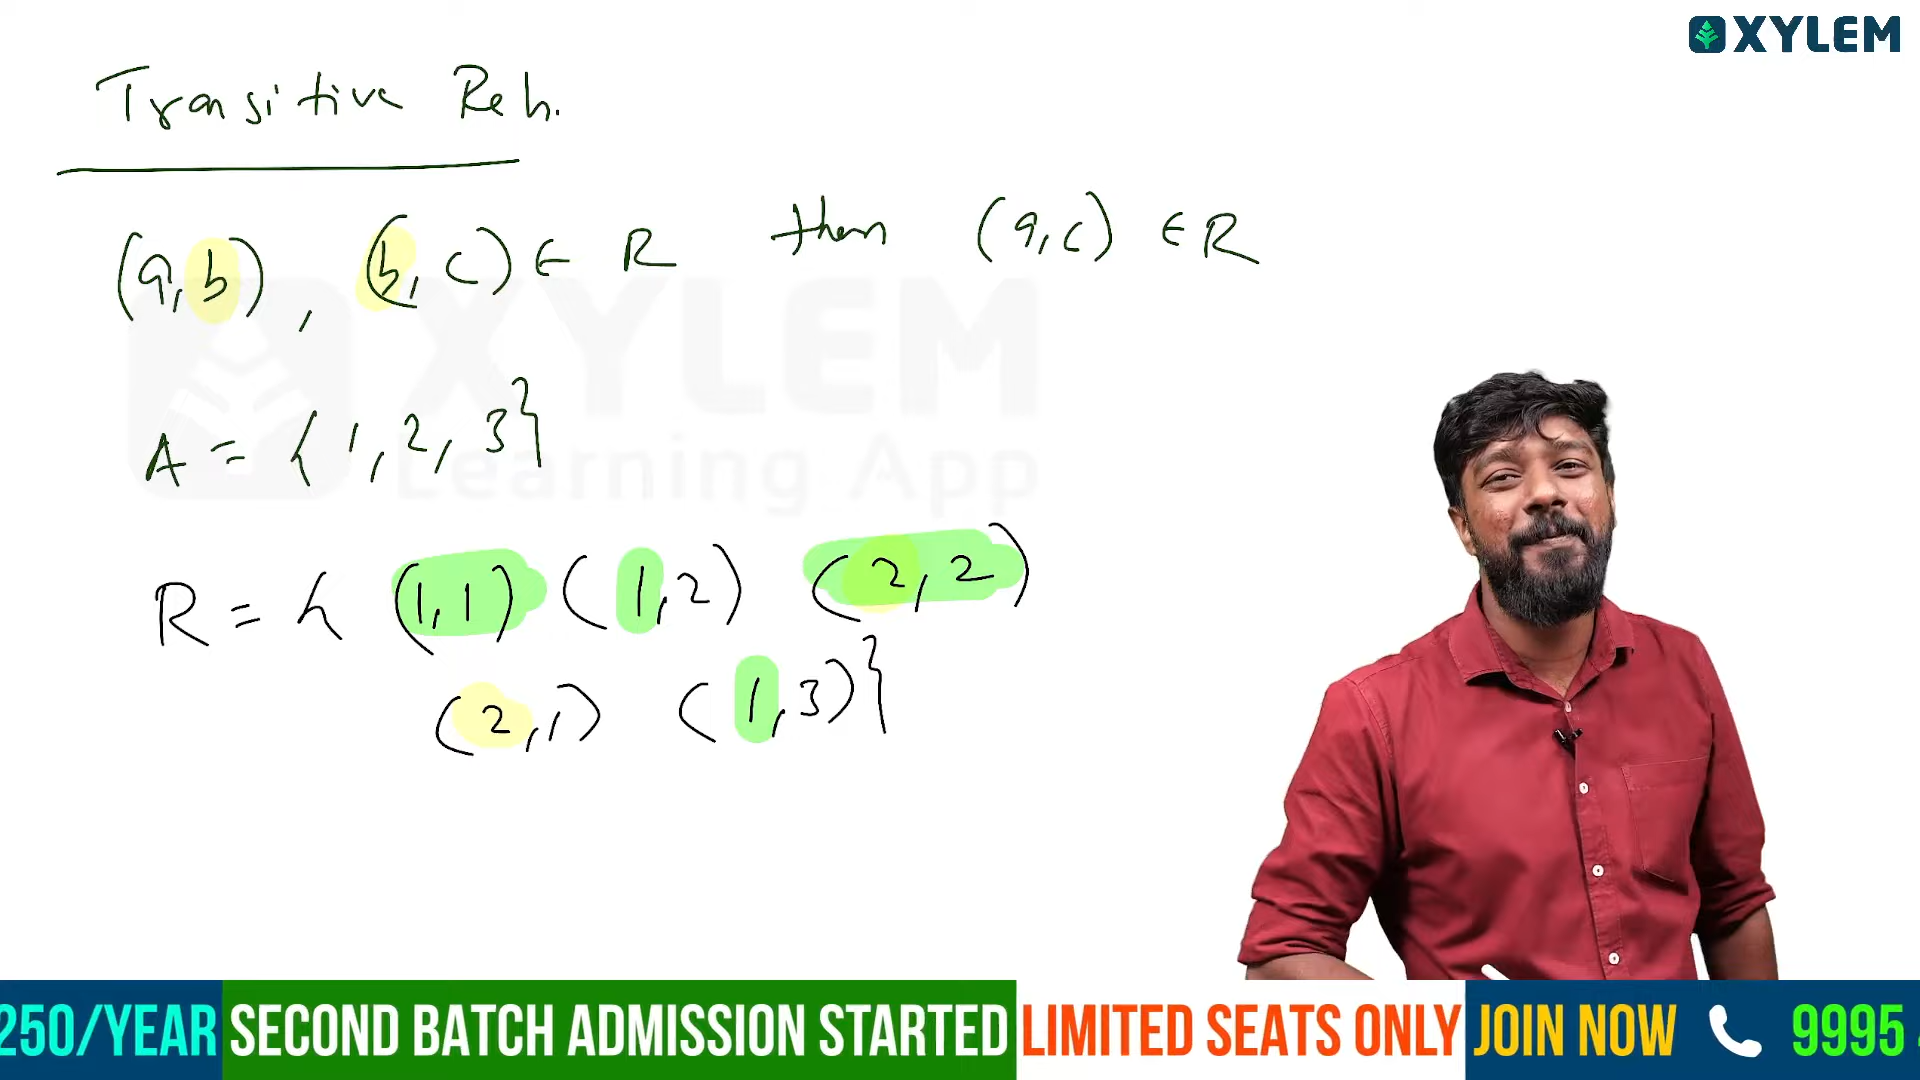 XYLEM
Transitive Reln.
(a,b) , (b,c) ∈ R then (a,c) ∈ R
XYLEM
Learning App
A = { 1, 2, 3}
R = { (1,1) (1,2) (2,2)
(2,1) (1,3)}
250/YEAR SECOND BATCH ADMISSION STARTED LIMITED SEATS ONLY JOIN NOW 9995